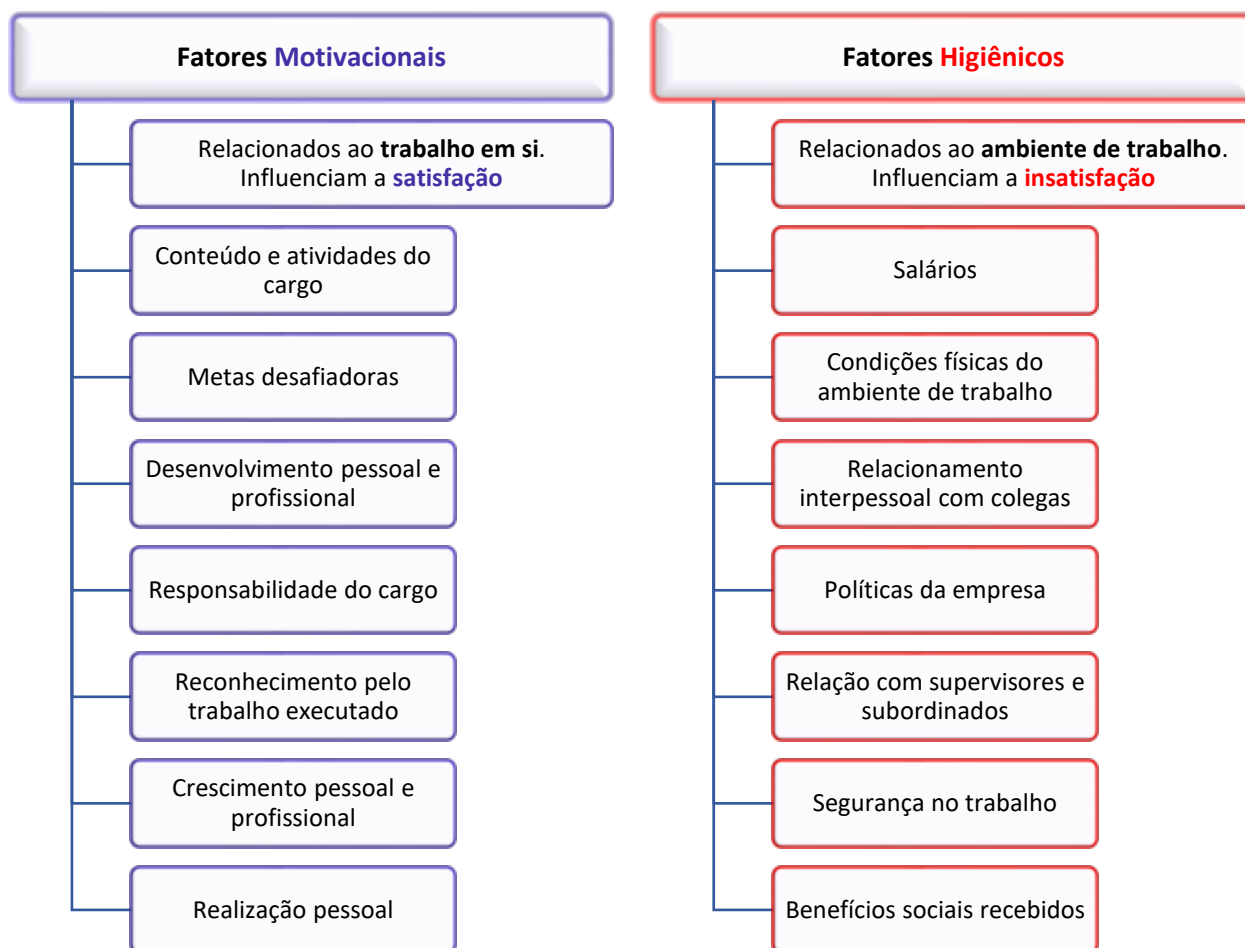 Fatores Motivacionais
Relacionados ao trabalho em si.
Influenciam a satisfação
Conteúdo e atividades do
cargo
Metas desafiadoras
Desenvolvimento pessoal e
profissional
Responsabilidade do cargo
Reconhecimento pelo
trabalho executado
Crescimento pessoal e
profissional
Realização pessoal
Fatores Higiênicos
Relacionados ao ambiente de trabalho.
Influenciam a insatisfação
Salários
Condições físicas do
ambiente de trabalho
Relacionamento
interpessoal com colegas
Políticas da empresa
Relação com supervisores e
subordinados
Segurança no trabalho
Benefícios sociais recebidos